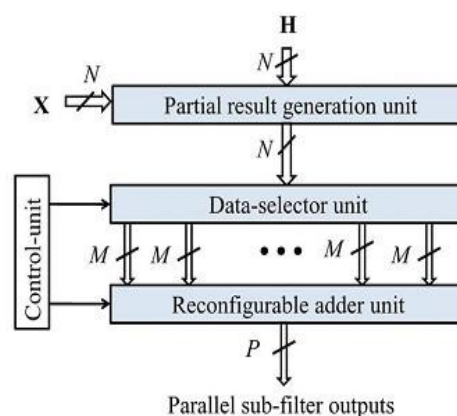 H
N
N
X
Partial result generation unit
N
Data-selector unit
Control-unit
M M ••• M M
Reconfigurable adder unit
P
Parallel sub-filter outputs